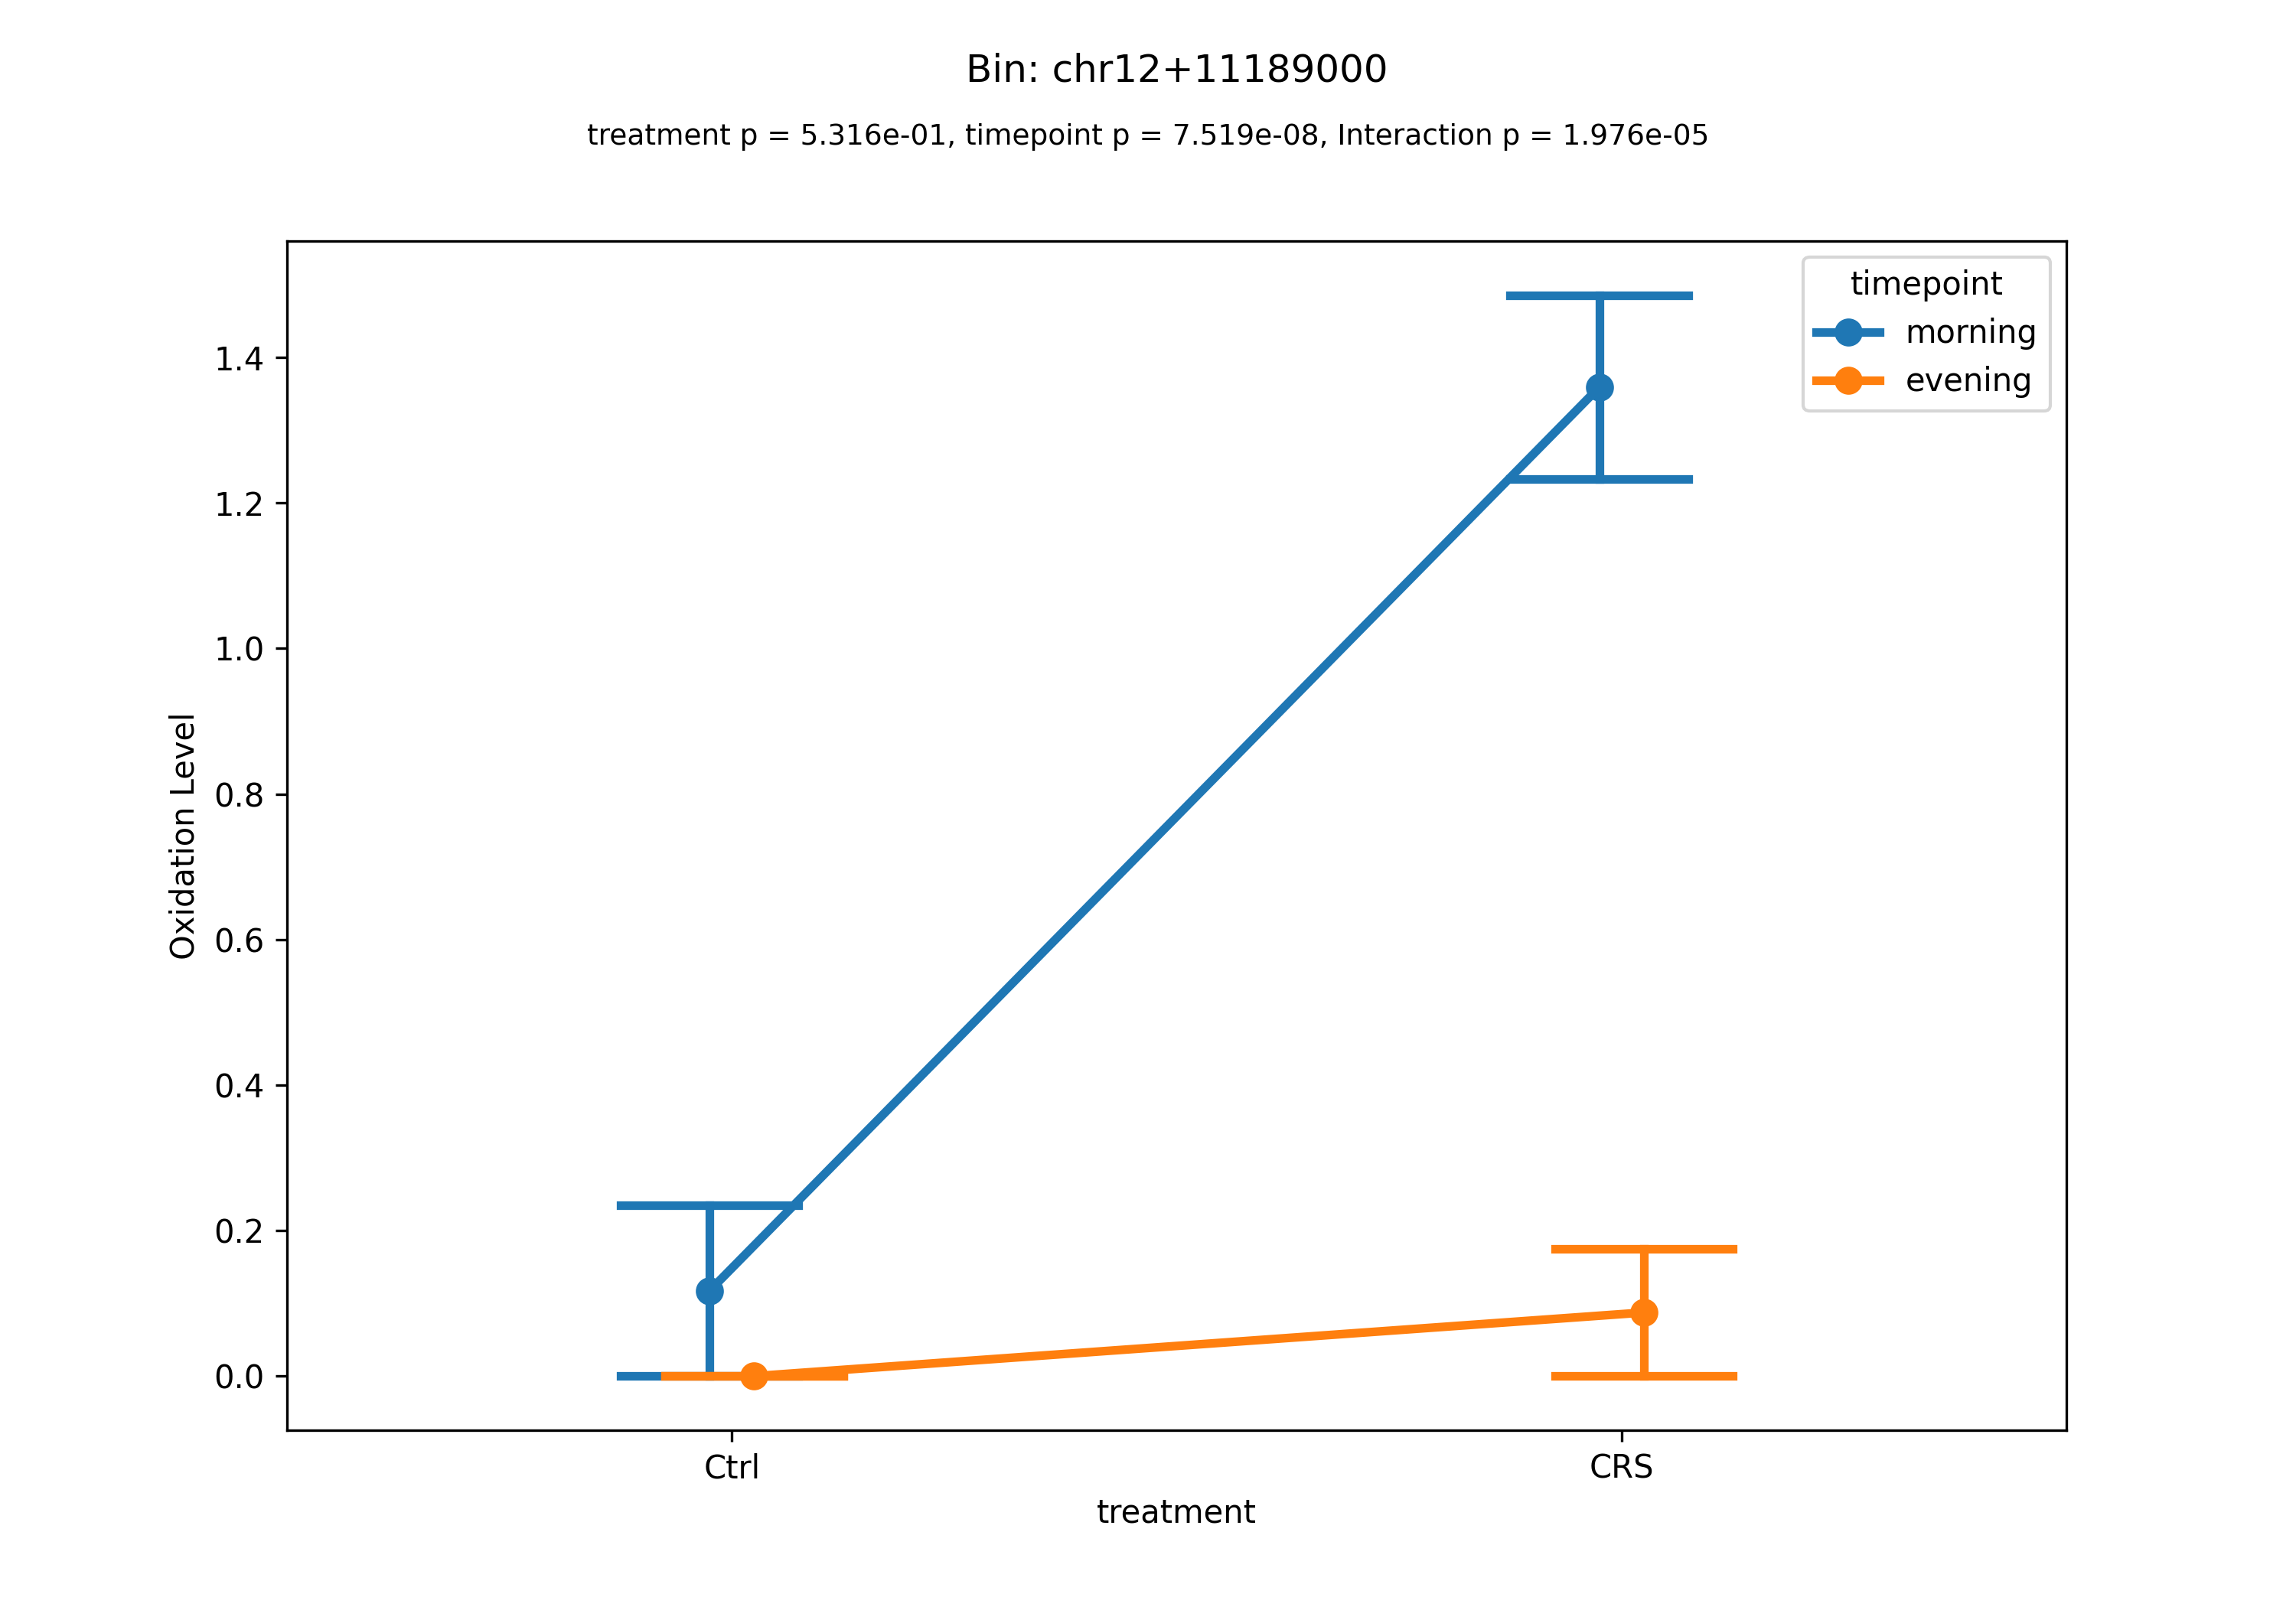 Bin: chr12+11189000
treatment p = 5.316e-01, timepoint p = 7.519e-08, Interaction p = 1.976e-05
timepoint
morning
evening
1.4
1.2
1.0
0.8
0.6
0.4
0.2
0.0
Oxidation Level
Ctrl
CRS
treatment